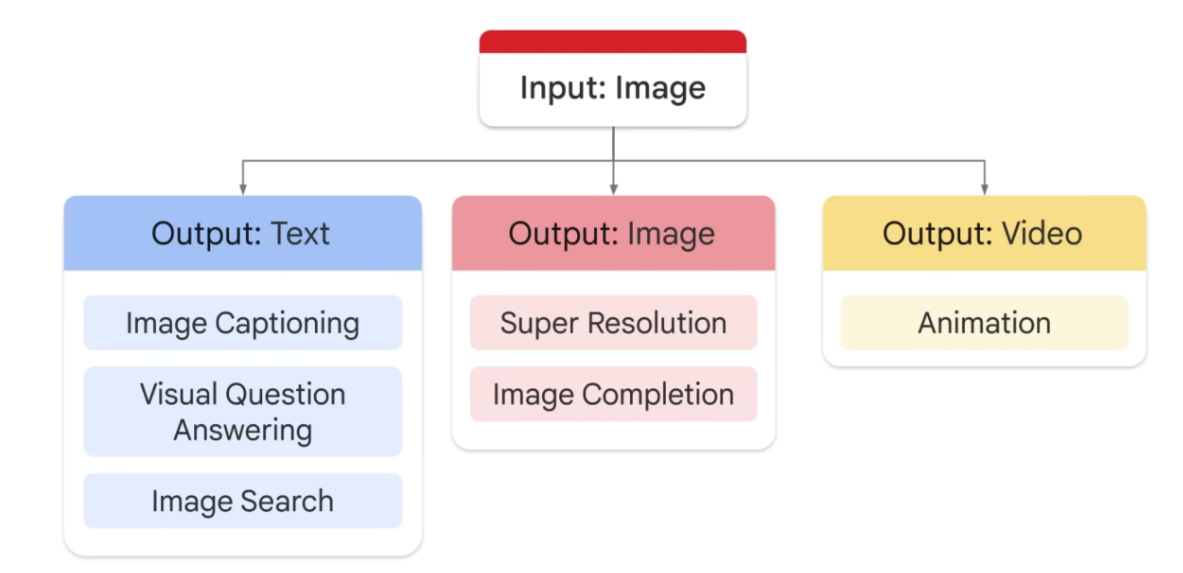 Input: Image
Output: Text
Image Captioning
Visual Question
Answering
Image Search
Output: Image
Super Resolution
Image Completion
Output: Video
Animation